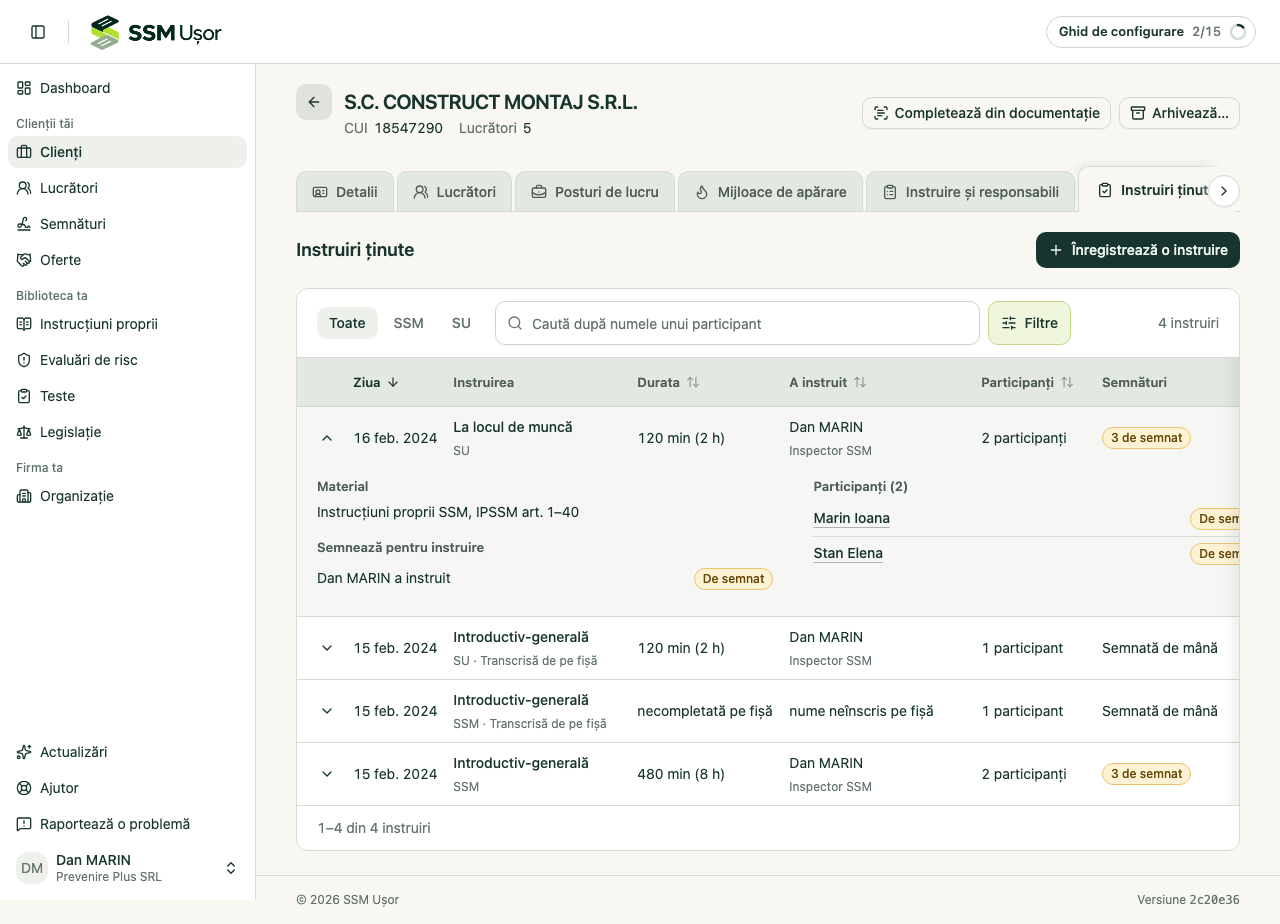 SSM Ușor
Ghid de configurare 2/15
Dashboard
Clienții tăi
Clienți
Lucrători
Semnături
Oferte
Biblioteca ta
Instrucțiuni proprii
Evaluări de risc
Teste
Legislație
Firma ta
Organizație
Actualizări
Ajutor
Raportează o problemă
DM
Dan MARIN
Prevenire Plus SRL
S.C. CONSTRUCT MONTAJ S.R.L.
CUI 18547290 Lucrători 5
Completează din documentație
Arhivează...
Detalii
Lucrători
Posturi de lucru
Mijloace de apărare
Instruire și responsabili
Instruiri ținut
Instruiri ținute
Înregistrează o instruire
Toate SSM SU
Caută după numele unui participant
Filtre
4 instruiri
Ziua Instruirea Durata A instruit Participanți Semnături
16 feb. 2024
La locul de muncă
SU
120 min (2 h)
Dan MARIN
Inspector SSM
2 participanți
3 de semnat
Material
Instrucțiuni proprii SSM, IPSSM art. 1–40
Semnează pentru instruire
Dan MARIN a instruit
De semnat
Participanți (2)
Marin Ioana
De sem
Stan Elena
De sem
15 feb. 2024
Introductiv-generală
SU · Transcrisă de pe fișă
120 min (2 h)
Dan MARIN
Inspector SSM
1 participant
Semnată de mână
15 feb. 2024
Introductiv-generală
SSM · Transcrisă de pe fișă
necompletată pe fișă
nume neînscris pe fișă
1 participant
Semnată de mână
15 feb. 2024
Introductiv-generală
SSM
480 min (8 h)
Dan MARIN
Inspector SSM
2 participanți
3 de semnat
1–4 din 4 instruiri
© 2026 SSM Ușor
Versiune 2c20e36